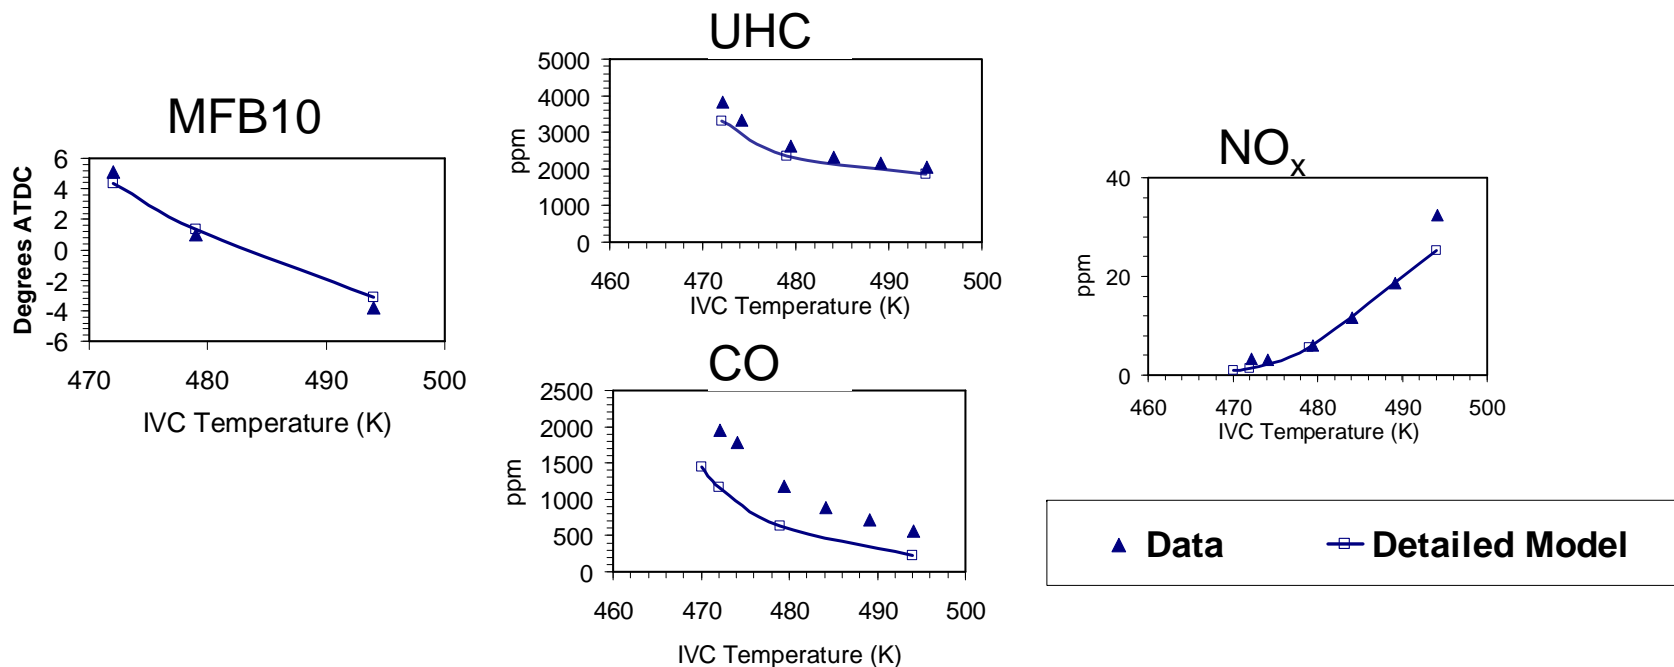 MFB10
Degrees ATDC
6
4
2
0
-2
-4
-6
470 480 490 500
IVC Temperature (K)
UHC
ppm
5000
4000
3000
2000
1000
0
460 470 480 490 500
IVC Temperature (K)
CO
ppm
2500
2000
1500
1000
500
0
460 470 480 490 500
IVC Temperature (K)
NOx
ppm
40
20
0
460 470 480 490 500
IVC Temperature (K)
Data Detailed Model